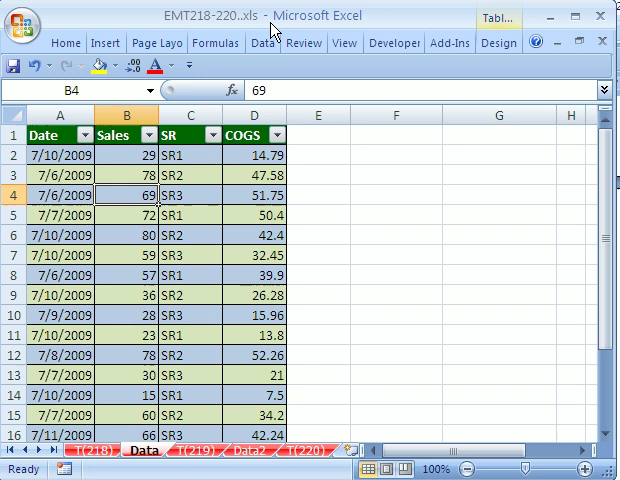 EMT218-220..xls - Microsoft Excel
Tabl...
Home Insert Page Layo Formulas Data Review View Developer Add-Ins Design
B4 fx 69
A B C D E F G H
1 Date Sales SR COGS
2 7/10/2009 29 SR1 14.79
3 7/6/2009 78 SR2 47.58
4 7/6/2009 69 SR3 51.75
5 7/7/2009 72 SR1 50.4
6 7/10/2009 80 SR2 42.4
7 7/10/2009 59 SR3 32.45
8 7/6/2009 57 SR1 39.9
9 7/10/2009 36 SR2 26.28
10 7/9/2009 28 SR3 15.96
11 7/10/2009 23 SR1 13.8
12 7/8/2009 78 SR2 52.26
13 7/7/2009 30 SR3 21
14 7/10/2009 15 SR1 7.5
15 7/7/2009 60 SR2 34.2
16 7/11/2009 66 SR3 42.24
T(218) Data T(219) Data2 T(220)
Ready 100%